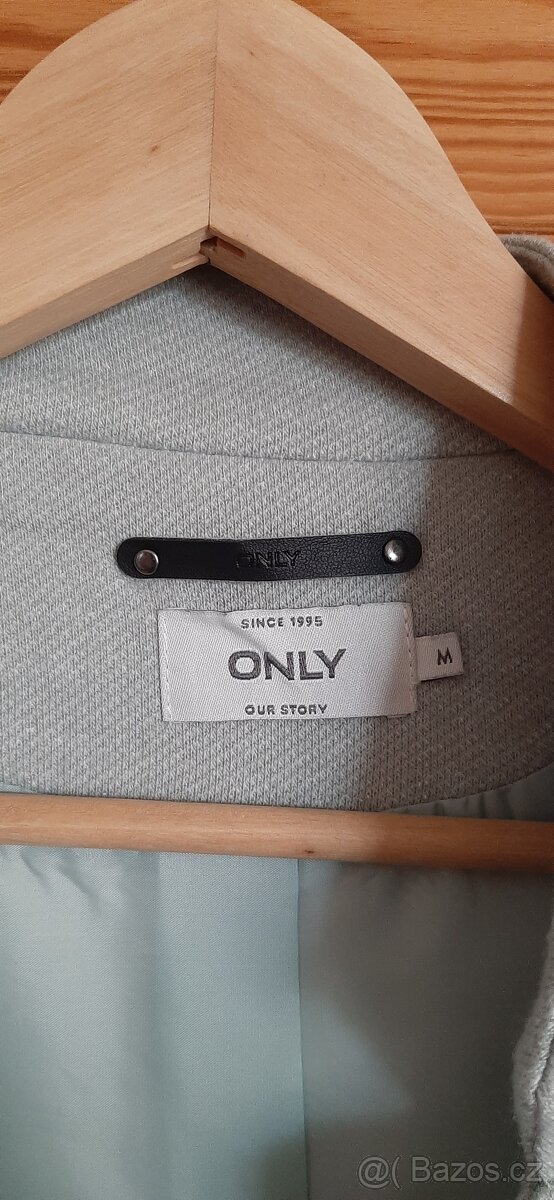 ONLY
SINCE 1995
ONLY
M
OUR STORY
@( Bazos.cz